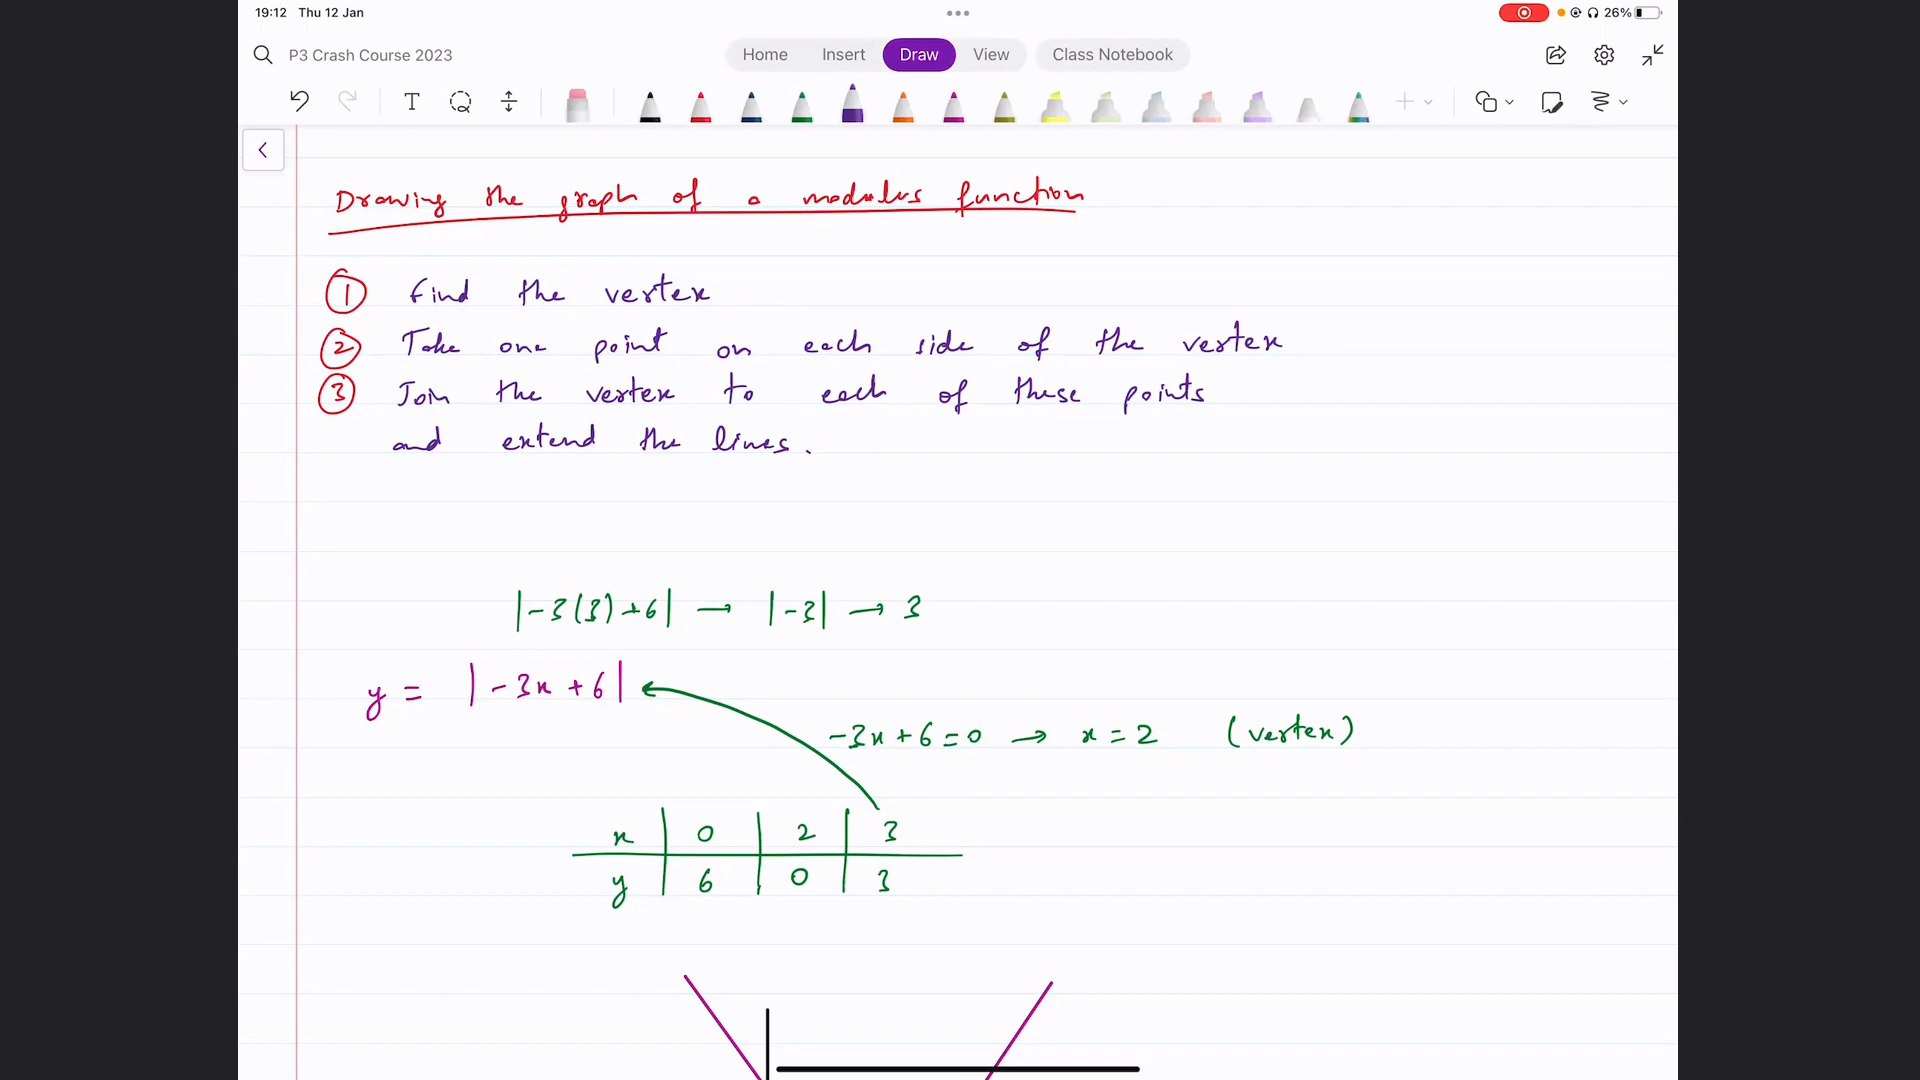 19:12 Thu 12 Jan
26%
P3 Crash Course 2023
Home Insert Draw View Class Notebook
T
Drawing the graph of a modulus function
① Find the vertex
② Take one point on each side of the vertex
③ Join the vertex to each of these points
and extend the lines.
|-3(3)+6| → |-3| → 3
y = |-3x+6|
-3x+6=0 → x=2 (vertex)
x | 0 | 2 | 3
y | 6 | 0 | 3